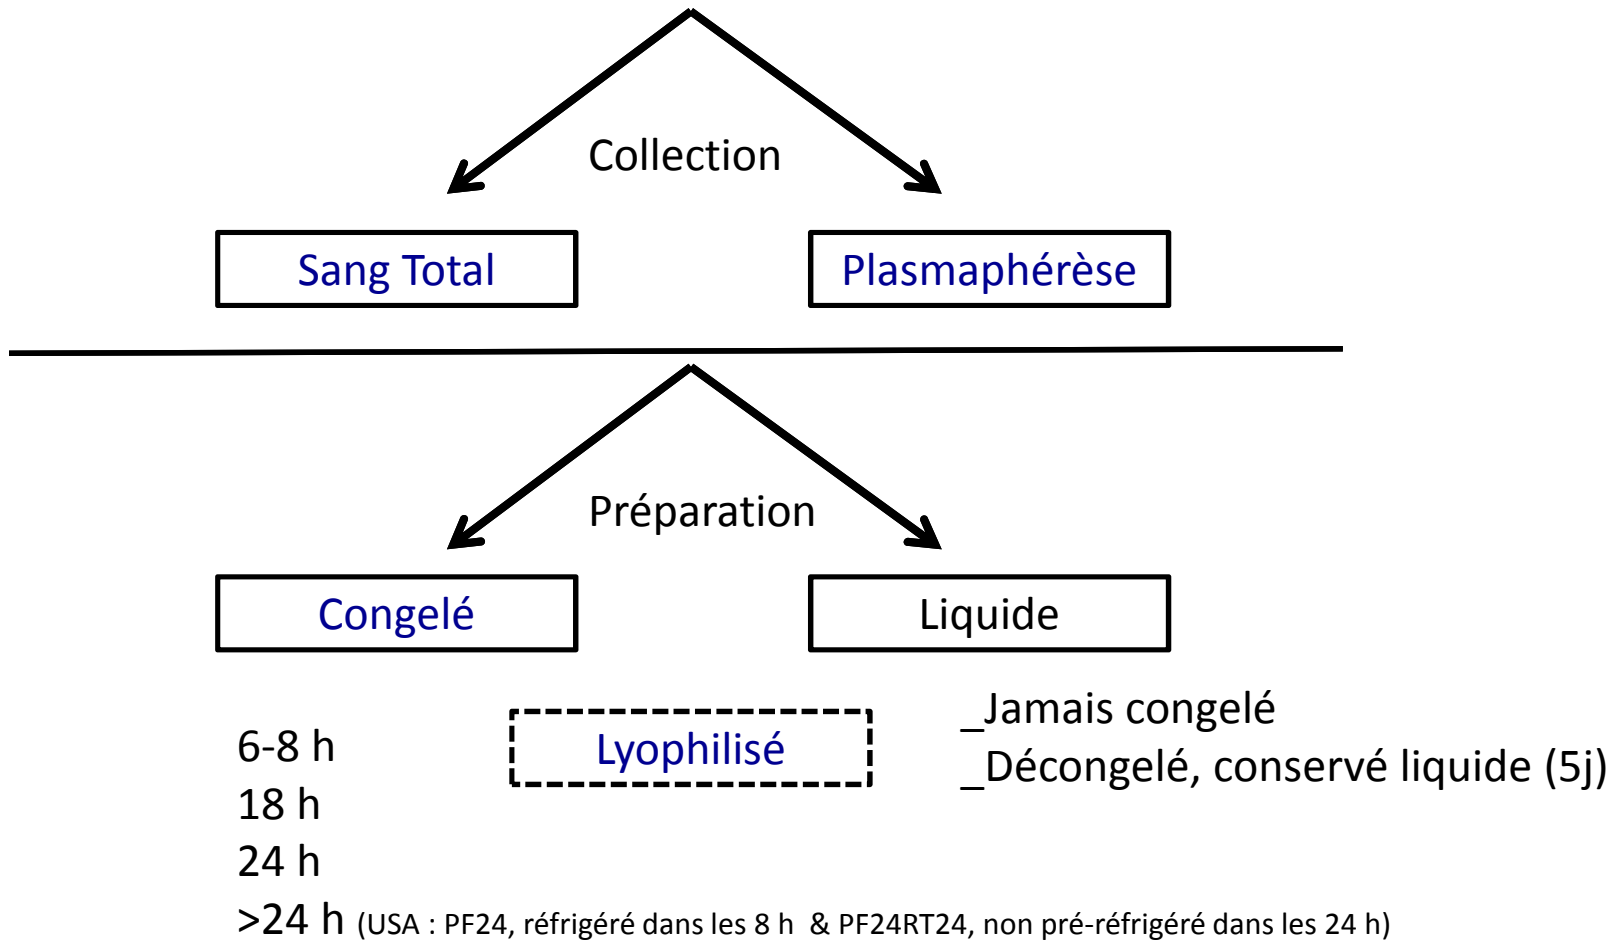 Collection
Sang Total
Plasmaphérèse
Préparation
Congelé
Liquide
Lyophilisé
_Jamais congelé
_Décongelé, conservé liquide (5j)
6-8 h
18 h
24 h
>24 h (USA : PF24, réfrigéré dans les 8 h & PF24RT24, non pré-réfrigéré dans les 24 h)